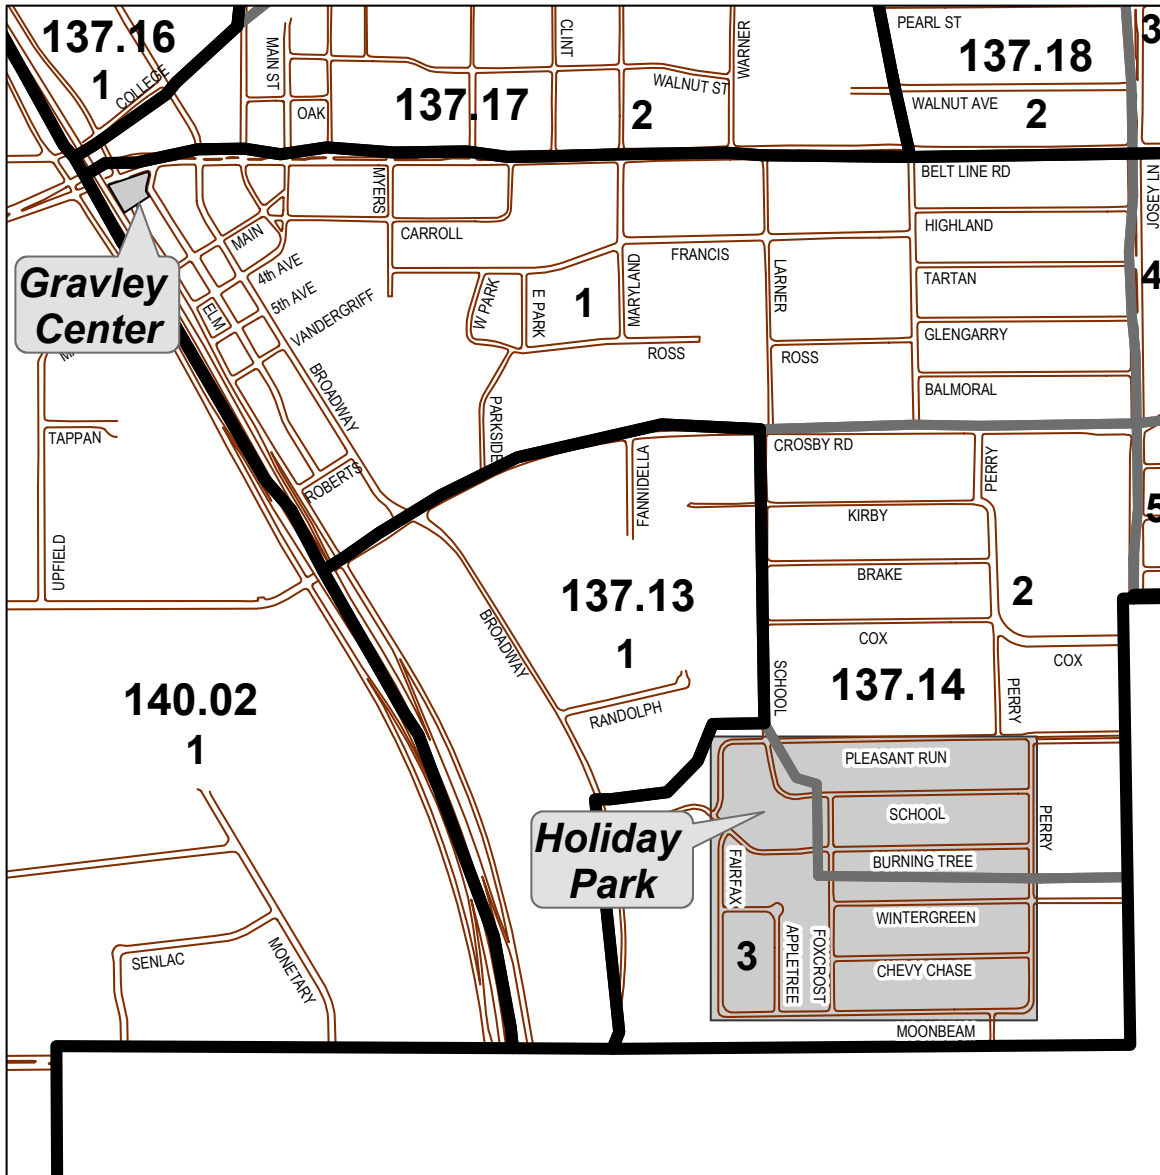 137.16
1
COLLEGE
MAIN ST
OAK
CLINT
WARNER
WALNUT ST
137.17
2
PEARL ST
137.18
WALNUT AVE
2
3
MYERS
BELT LINE RD
JOSEY LN
HIGHLAND
CARROLL
MAIN
4th AVE
5th AVE
ELM
VANDERGRIFF
Gravley
Center
FRANCIS
MARYLAND
W PARK
E PARK
1
LARNER
TARTAN
4
GLENGARRY
ROSS
ROSS
BALMORAL
BROADWAY
PARKSIDE
TAPPAN
ROBERTS
FANNIDELLA
CROSBY RD
PERRY
KIRBY
5
UPFIELD
BRAKE
137.13
1
2
BROADWAY
COX
COX
SCHOOL
137.14
PERRY
140.02
1
RANDOLPH
PLEASANT RUN
SCHOOL
PERRY
Holiday
Park
BURNING TREE
FAIRFAX
WINTERGREEN
3
APPLETREE
FOXCROST
CHEVY CHASE
SENLAC
MONETARY
MOONBEAM